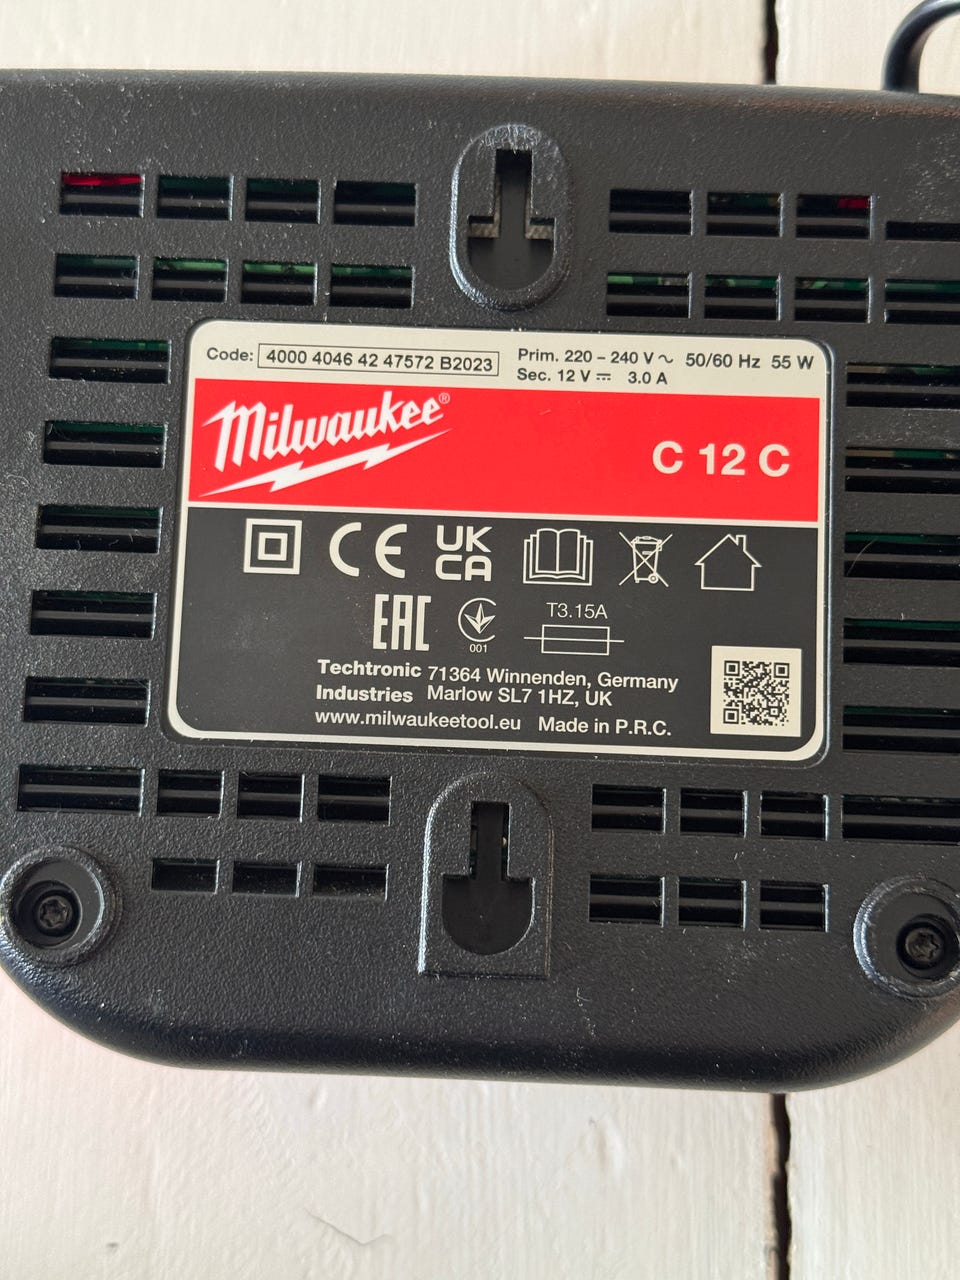 Code: 4000 4046 42 47572 B2023
Prim. 220 – 240 V ∿ 50/60 Hz 55 W
Sec. 12 V ⎓ 3.0 A
Milwaukee®
C 12 C
CE
UK
CA
EAC
001
T3.15A
Techtronic 71364 Winnenden, Germany
Industries Marlow SL7 1HZ, UK
www.milwaukeetool.eu Made in P.R.C.